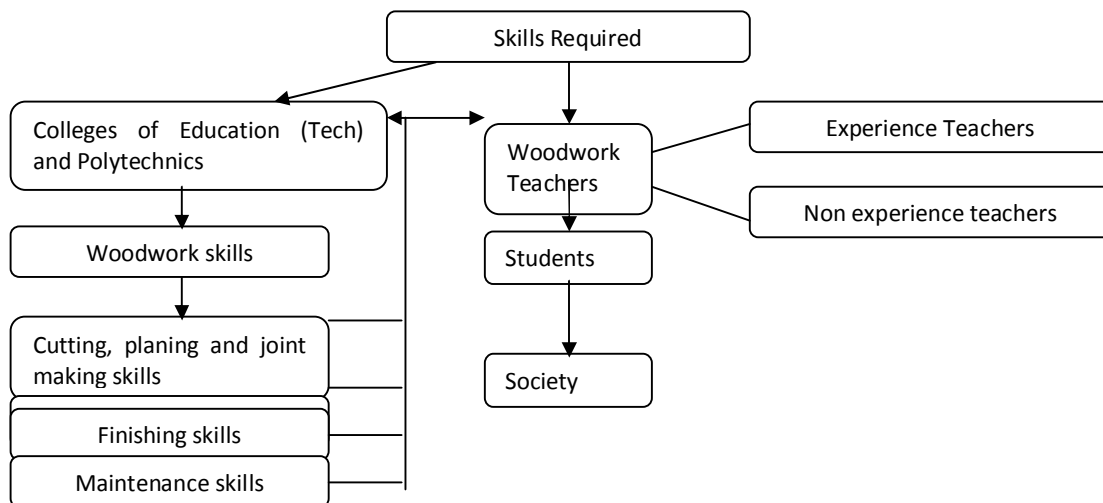 Skills Required
Colleges of Education (Tech)
and Polytechnics
Woodwork
Teachers
Experience Teachers
Non experience teachers
Woodwork skills
Students
Cutting, planing and joint
making skills
Society
Finishing skills
Maintenance skills